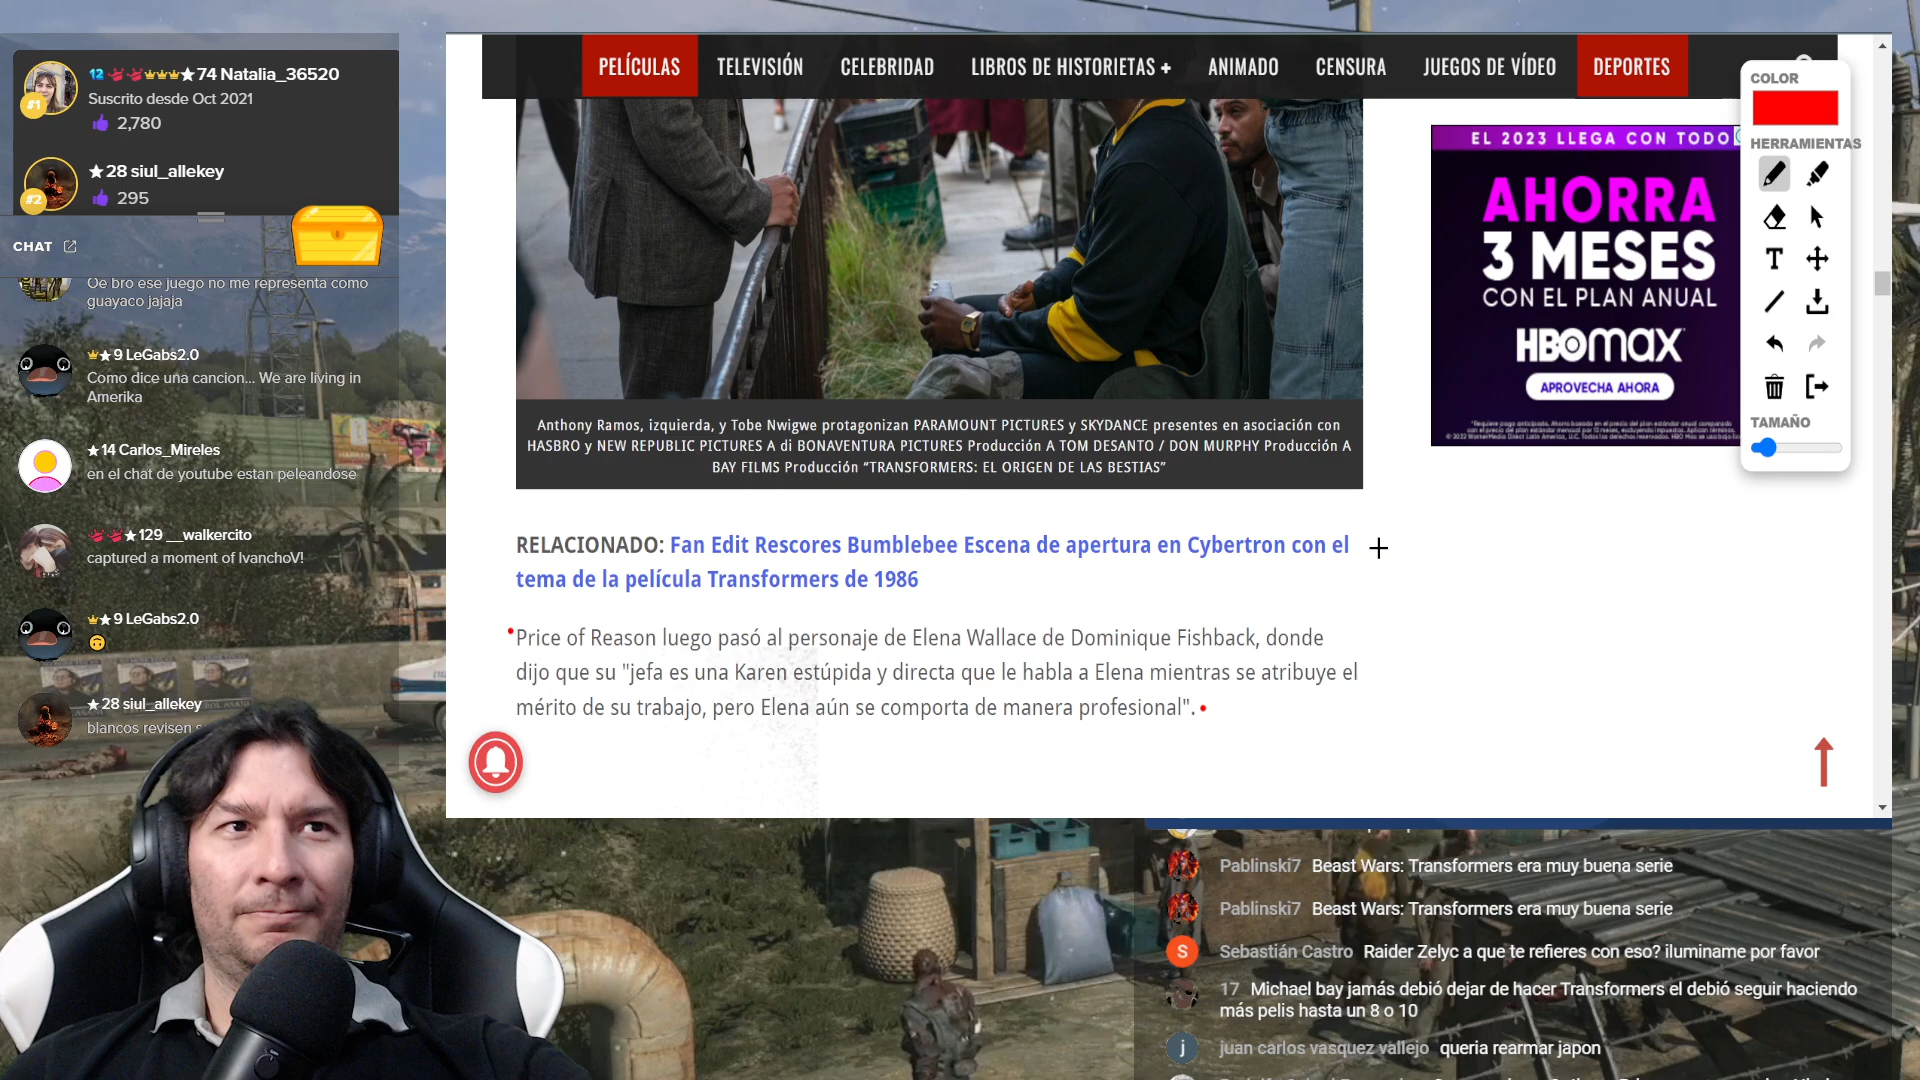 12 74 Natalia_36520
Suscrito desde Oct 2021
#1
2,780
28 siul_allekey
#2
295
CHAT
Oe bro ese juego no me representa como
guayaco jajaja
9 LeGabs2.0
Como dice una cancion... We are living in
Amerika
14 Carlos_Mireles
en el chat de youtube estan peleandose
129 __walkercito
captured a moment of IvanchoV!
9 LeGabs2.0
28 siul_allekey
blancos revisen
PELÍCULAS TELEVISIÓN CELEBRIDAD LIBROS DE HISTORIETAS + ANIMADO CENSURA JUEGOS DE VÍDEO DEPORTES
Anthony Ramos, izquierda, y Tobe Nwigwe protagonizan PARAMOUNT PICTURES y SKYDANCE presentes en asociación con
HASBRO y NEW REPUBLIC PICTURES A di BONAVENTURA PICTURES Producción A TOM DESANTO / DON MURPHY Producción A
BAY FILMS Producción “TRANSFORMERS: EL ORIGEN DE LAS BESTIAS”
RELACIONADO: Fan Edit Rescores Bumblebee Escena de apertura en Cybertron con el
tema de la película Transformers de 1986
Price of Reason luego pasó al personaje de Elena Wallace de Dominique Fishback, donde
dijo que su "jefa es una Karen estúpida y directa que le habla a Elena mientras se atribuye el
mérito de su trabajo, pero Elena aún se comporta de manera profesional".
EL 2023 LLEGA CON TODO
AHORRA
3 MESES
CON EL PLAN ANUAL
HBOmax
APROVECHA AHORA
COLOR
HERRAMIENTAS
T
TAMAÑO
Pablinski7 Beast Wars: Transformers era muy buena serie
Pablinski7 Beast Wars: Transformers era muy buena serie
S Sebastián Castro Raider Zelyc a que te refieres con eso? iluminame por favor
17 Michael bay jamás debió dejar de hacer Transformers el debió seguir haciendo
más pelis hasta un 8 o 10
j juan carlos vasquez vallejo queria rearmar japon